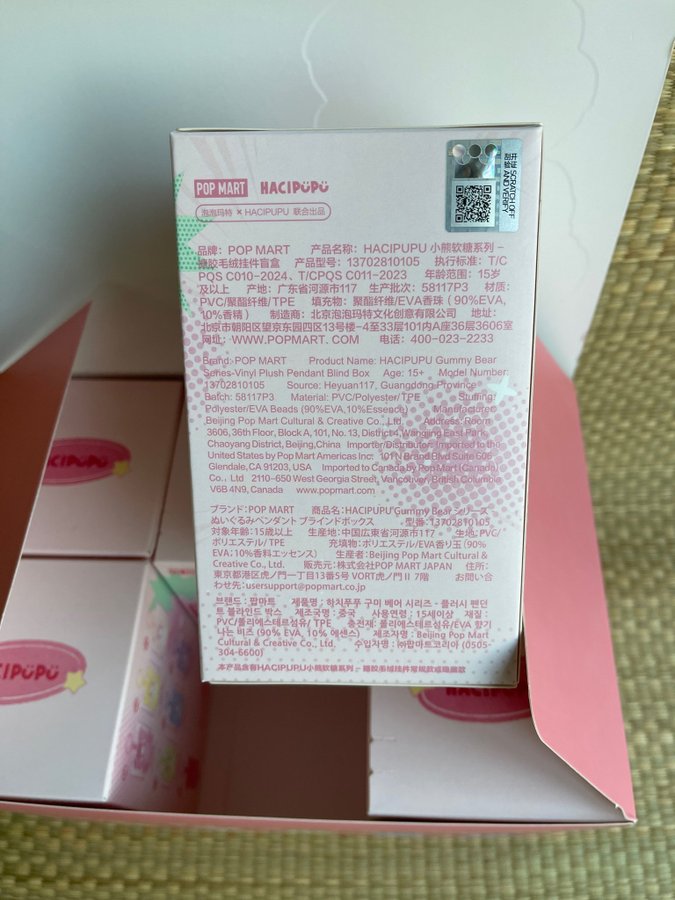 POP MART HACIPUPU
泡泡玛特 × HACIPUPU 联合出品
开启 SCRATCH OFF
AND VERIFY
品牌：POP MART 产品名称：HACIPUPU 小熊软糖系列 -
搪胶毛绒挂件盲盒 产品型号：13702810105 执行标准：T/C
PQS C010-2024、T/CPQS C011-2023 年龄范围：15岁
及以上 产地：广东省河源市117 生产批次：58117P3 材质：
PVC/聚酯纤维/TPE 填充物：聚酯纤维/EVA香珠（90%EVA,
10%香精） 制造商：北京泡泡玛特文化创意有限公司 地址：
北京市朝阳区望京东园四区13号楼-4至33层101内A座36层3606室
网址：WWW.POPMART.COM 电话：400-023-2233
Brand: POP MART Product Name: HACIPUPU Gummy Bear
Series-Vinyl Plush Pendant Blind Box Age: 15+ Model Number:
13702810105 Source: Heyuan117, Guangdong Province
Batch: 58117P3 Material: PVC/Polyester/TPE Stuffing:
Polyester/EVA Beads (90%EVA,10%Essence) Manufacturer:
Beijing Pop Mart Cultural & Creative Co., Ltd. Address: Room
3606, 36th Floor, Block A, 101, No. 13, District 4, Wangjing East Park,
Chaoyang District, Beijing,China Importer/Distributor: Imported to the
United States by Pop Mart Americas Inc: 101 N Brand Blvd Suite 606,
Glendale, CA 91203, USA Imported to Canada by Pop Mart (Canada)
Co., Ltd 2110-650 West Georgia Street, Vancouver, British Columbia
V6B 4N9, Canada www.popmart.com
ブランド：POP MART 商品名：HACIPUPU Gummy Bear シリーズ
ぬいぐるみペンダント ブラインドボックス 型番：13702810105
対象年齢：15歳以上 生産地：中国広東省河源市117 生地：PVC/
ポリエステル/TPE 充填物：ポリエステル/EVA香り玉（90%
EVA：10%香料エッセンス） 生産者：Beijing Pop Mart Cultural &
Creative Co., Ltd. 販売元：株式会社POP MART JAPAN 住所：
東京都港区虎ノ門一丁目13番5号 VORT虎ノ門II 7階 お問い合
わせ先：usersupport@popmart.co.jp
브랜드：팝마트 제품명：하치푸푸 구미 베어 시리즈 - 플러시 펜던
트 블라인드 박스 제조국명：중국 사용연령：15세이상 재질：
PVC/폴리에스테르섬유/TPE 충전재：폴리에스테르섬유/EVA 향기
나는 비즈 (90% EVA, 10% 에센스) 제조자명：Beijing Pop Mart
Cultural & Creative Co., Ltd. 수입자명：㈜팝마트코리아 (0505-
304-6600)
本产品含有HACIPUPU小熊软糖系列 - 搪胶毛绒挂件常规款或隐藏款
HACIPUPU
CIPUPU
HACIPUPU